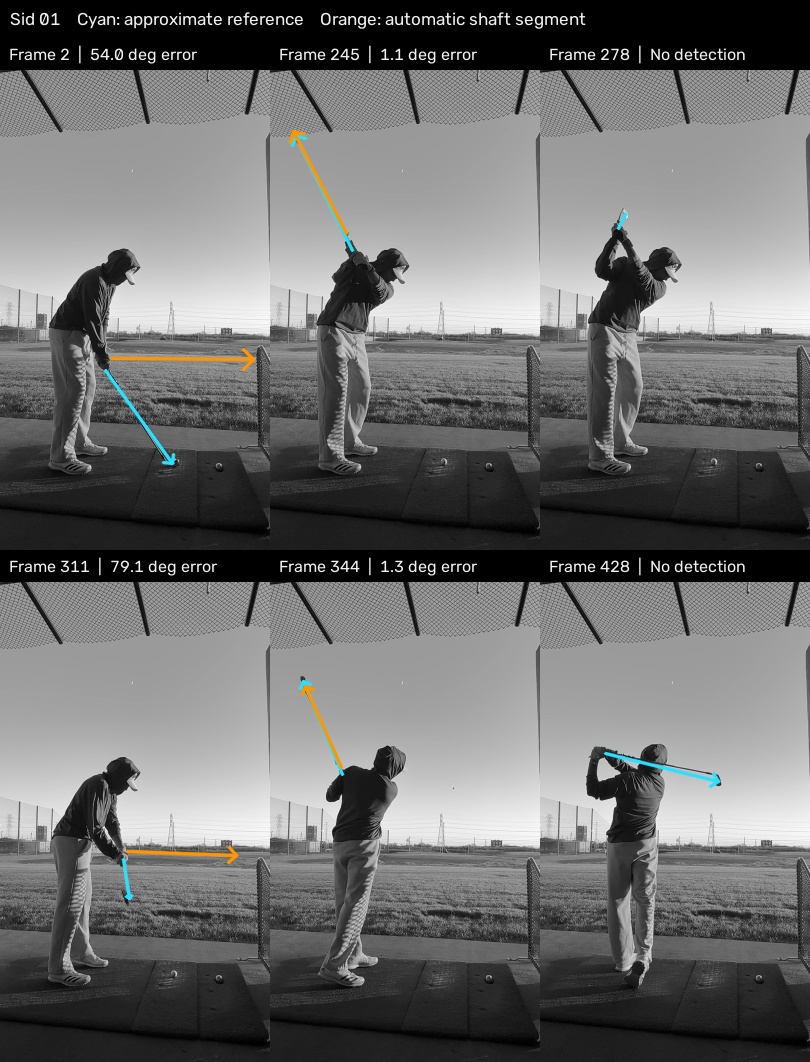 Sid 01 Cyan: approximate reference Orange: automatic shaft segment
Frame 2 | 54.0 deg error
Frame 245 | 1.1 deg error
Frame 278 | No detection
Frame 311 | 79.1 deg error
Frame 344 | 1.3 deg error
Frame 428 | No detection